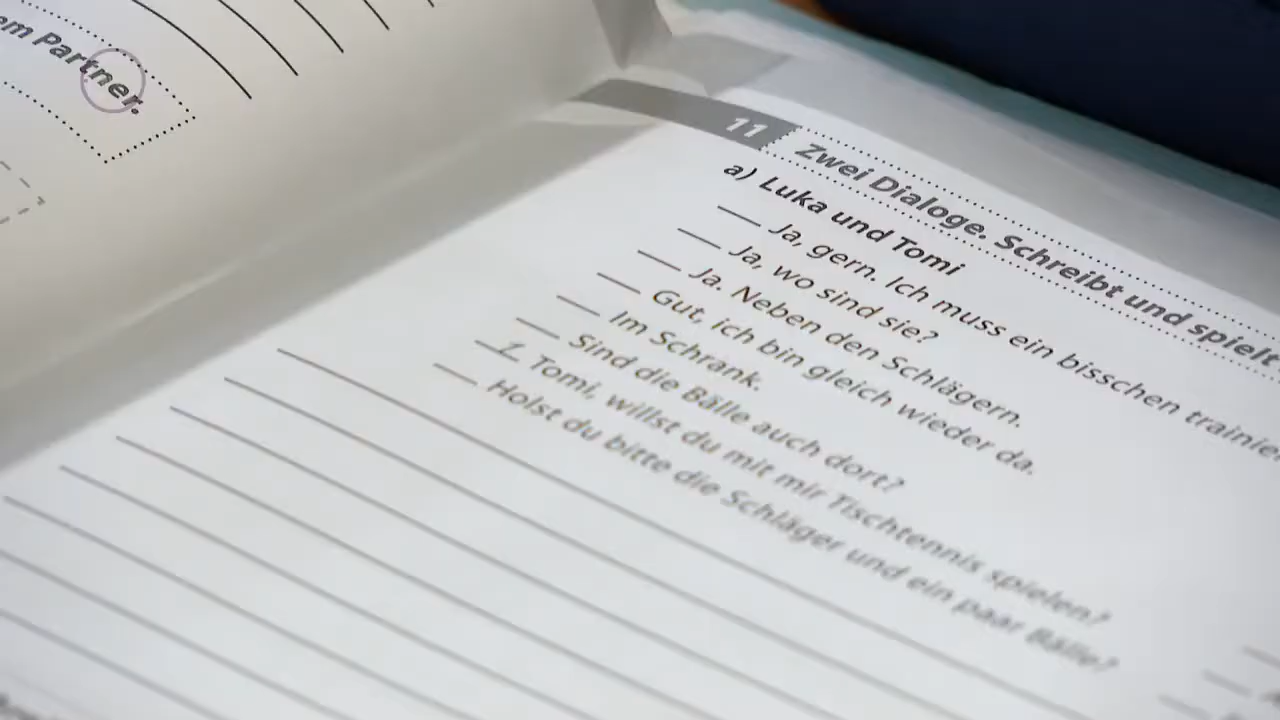 em Partner.
11
Zwei Dialoge. Schreibt und spielt
a) Luka und Tomi
Ja, gern. Ich muss ein bisschen trainier
Ja, wo sind sie?
Ja. Neben den Schlägern.
Gut, ich bin gleich wieder da.
Im Schrank.
Sind die Bälle auch dort?
1. Tomi, willst du mit mir Tischtennis spielen?
Holst du bitte die Schläger und ein paar Bälle?